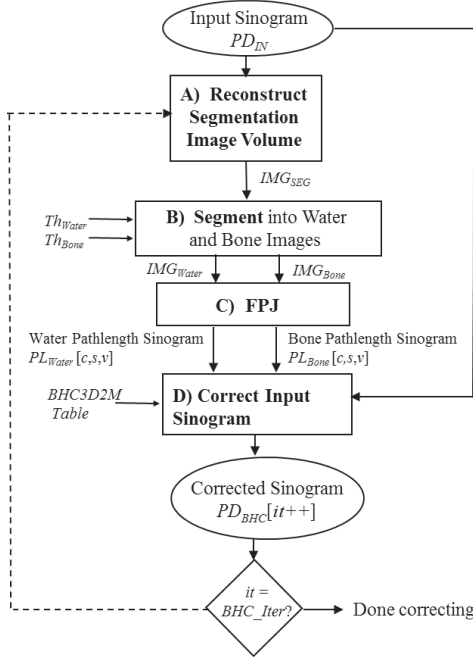 Input Sinogram
PD_IN
A) Reconstruct
Segmentation
Image Volume
IMG_SEG
Th_Water
Th_Bone
B) Segment into Water
and Bone Images
IMG_Water
IMG_Bone
C) FPJ
Water Pathlength Sinogram
PL_Water [c,s,v]
Bone Pathlength Sinogram
PL_Bone [c,s,v]
BHC3D2M
Table
D) Correct Input
Sinogram
Corrected Sinogram
PD_BHC[it++]
it =
BHC_Iter?
Done correcting